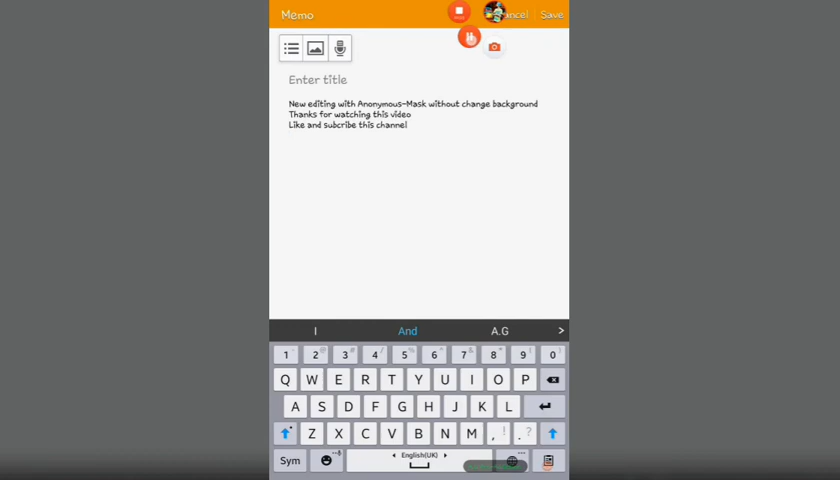 Memo
Cancel
Save
Enter title
New editing with Anonymous-Mask without change background
Thanks for watching this video
Like and subcribe this channel
I
And
A.G
>
1 2 @ 3 # 4 / 5 % 6 ^ 7 & 8 * 9 ( 0 )
Q W E R T Y U I O P
A S D F G H J K L
Z X C V B N M , ! . ?
Sym
English(UK)